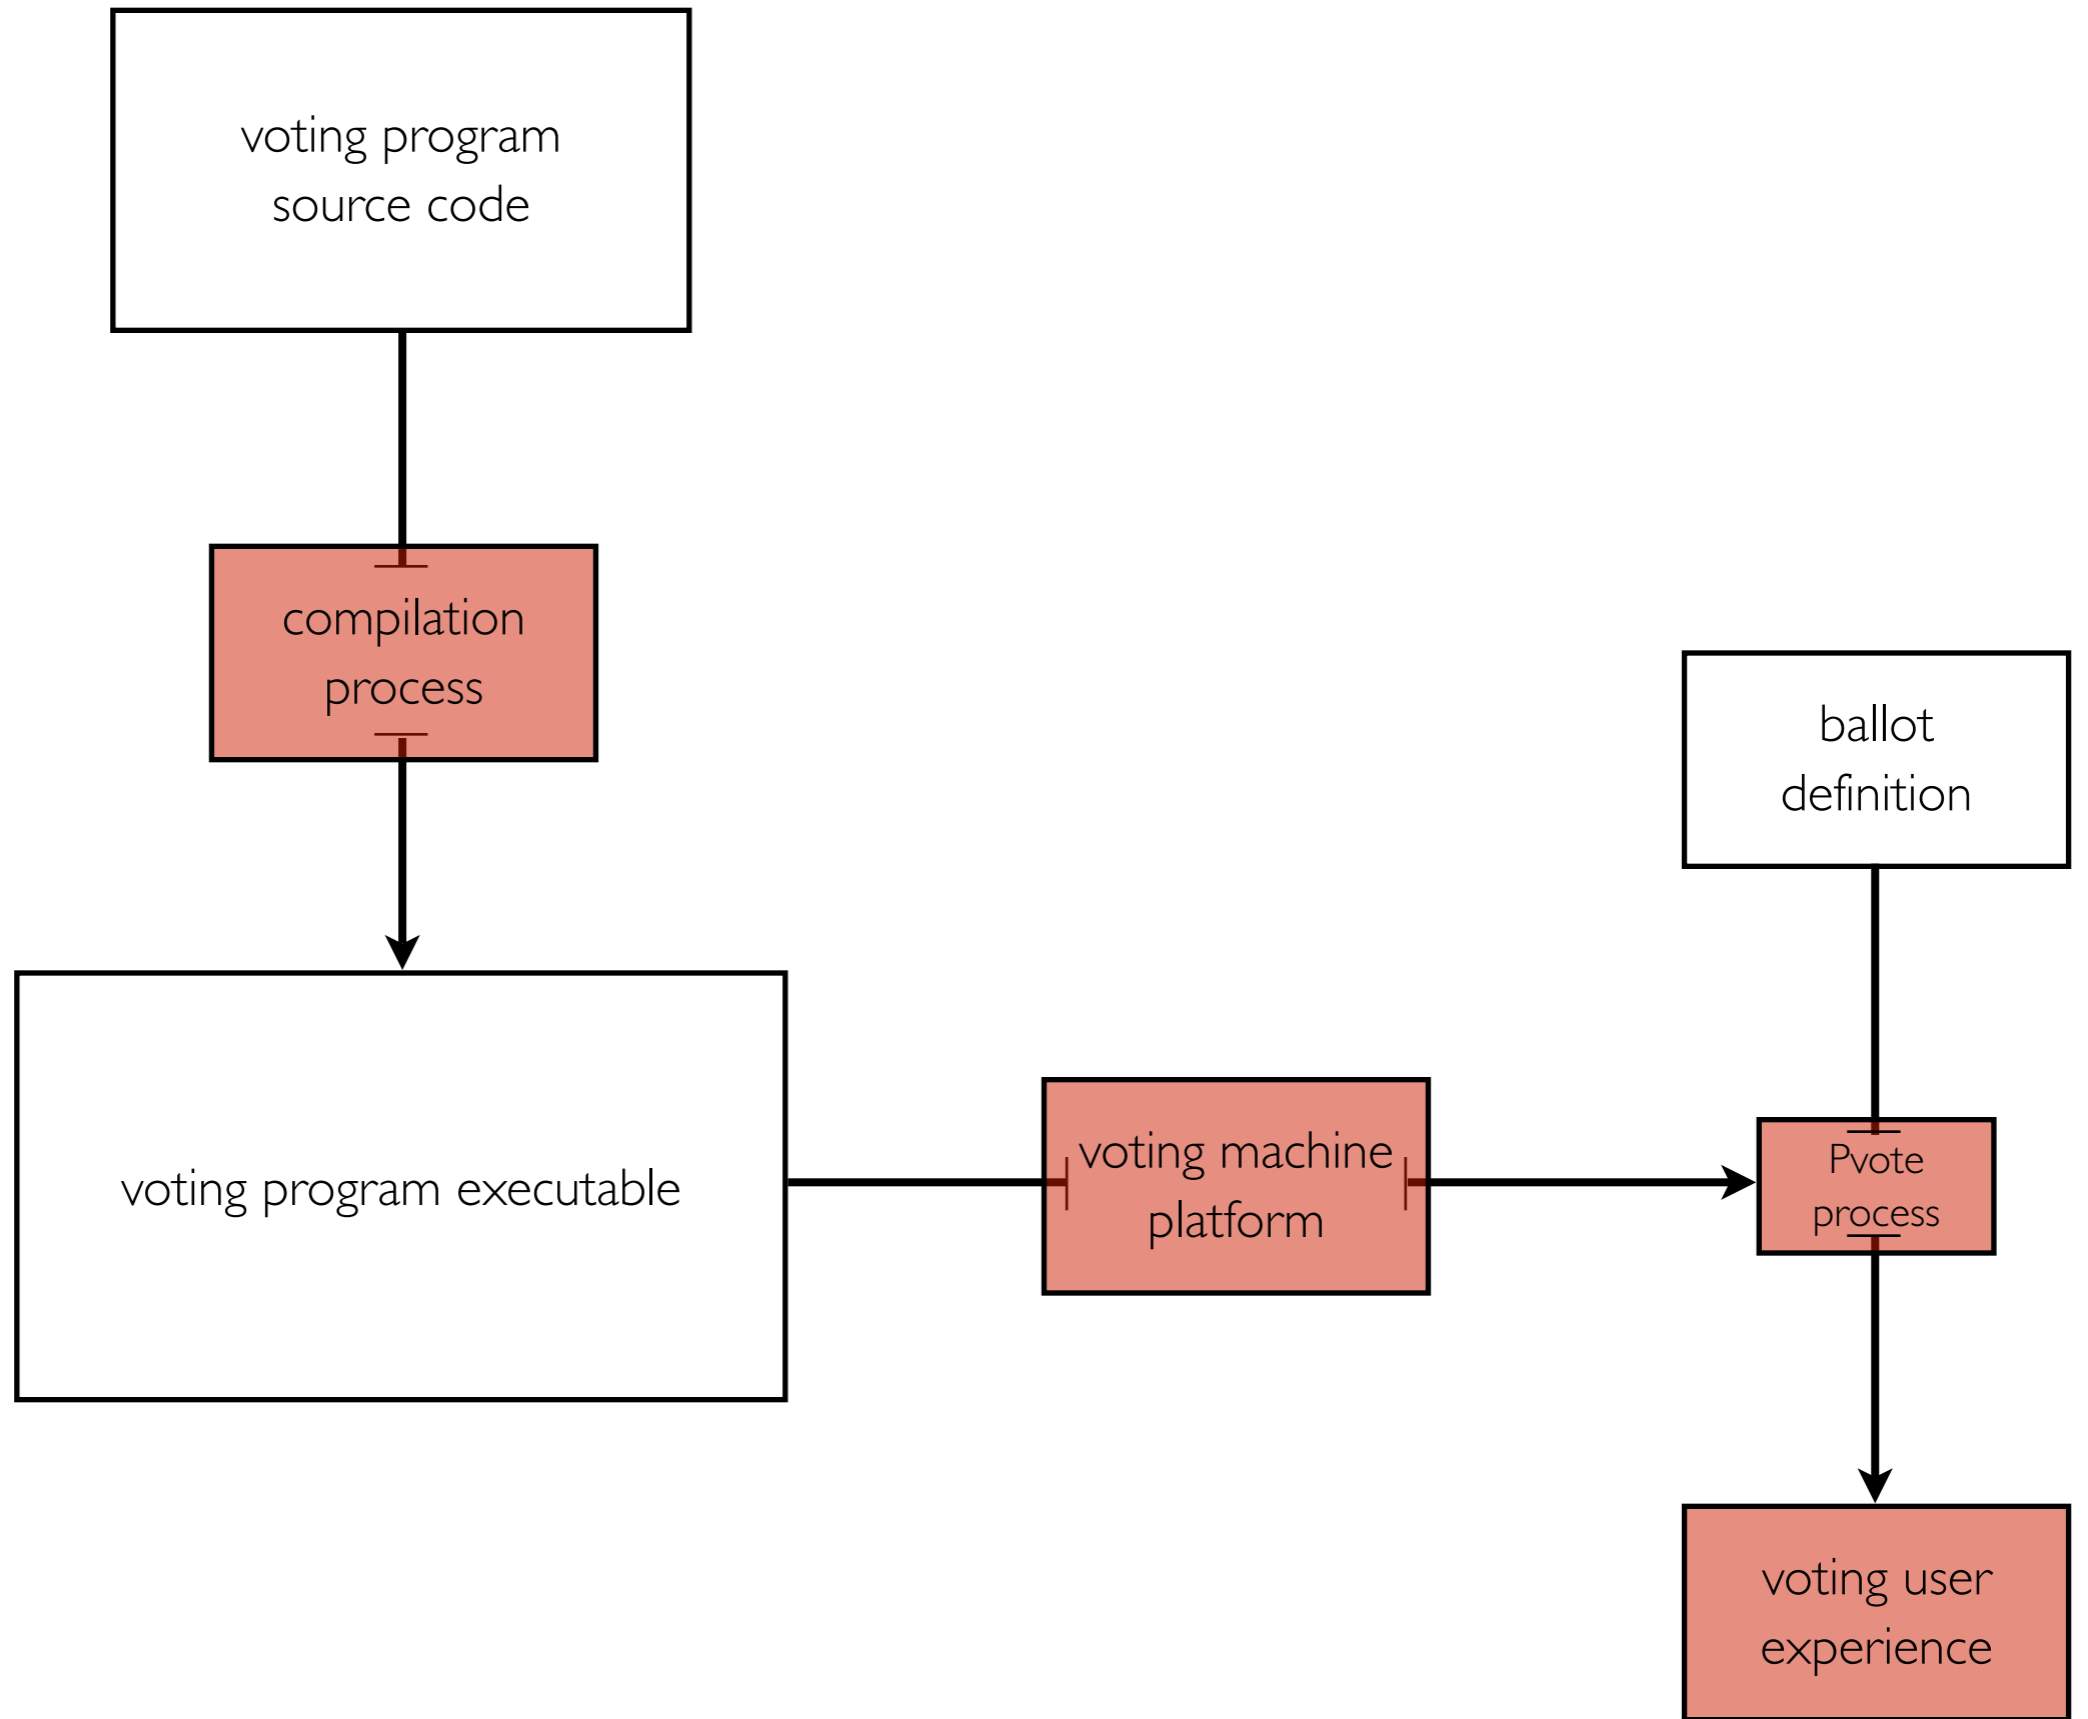 voting program
source code
compilation
process
ballot
definition
voting program executable
voting machine
platform
Pvote
process
voting user
experience